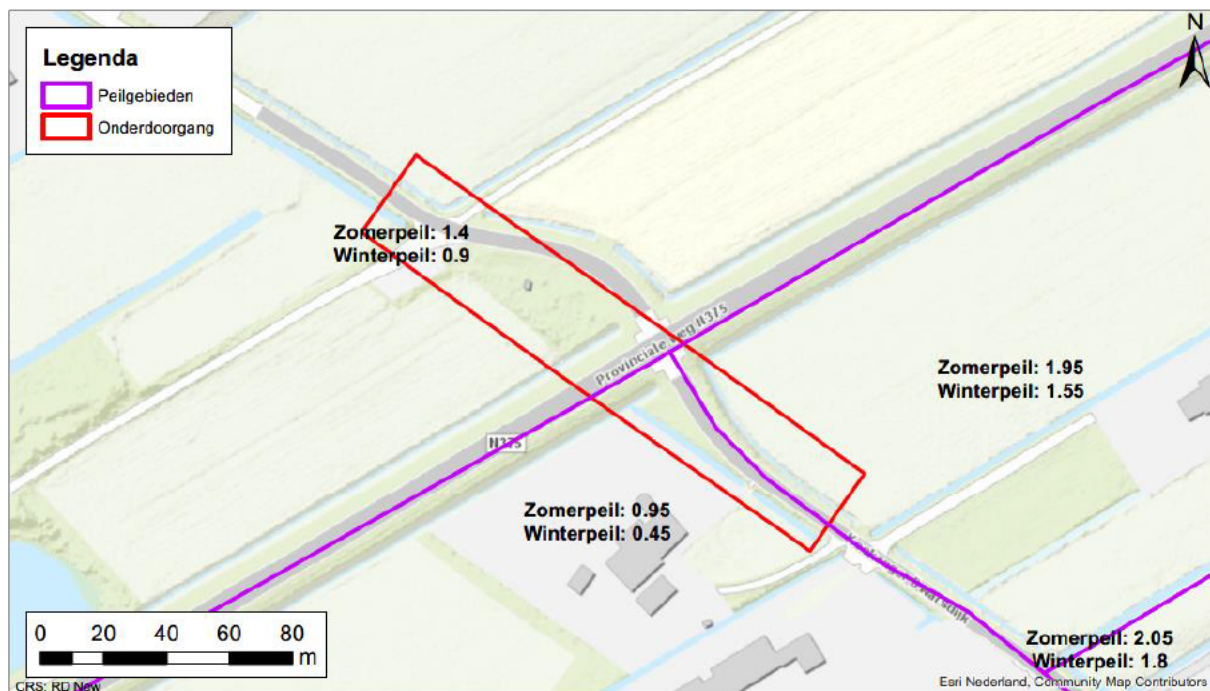 N
Legenda
Peilgebieden
Onderdoorgang
Zomerpeil: 1.4
Winterpeil: 0.9
Provinciale weg N375
Zomerpeil: 1.95
Winterpeil: 1.55
N375
Zomerpeil: 0.95
Winterpeil: 0.45
0 20 40 60 80
m
Zomerpeil: 2.05
Winterpeil: 1.8
CRS: RD New
Esri Nederland, Community Map Contributors